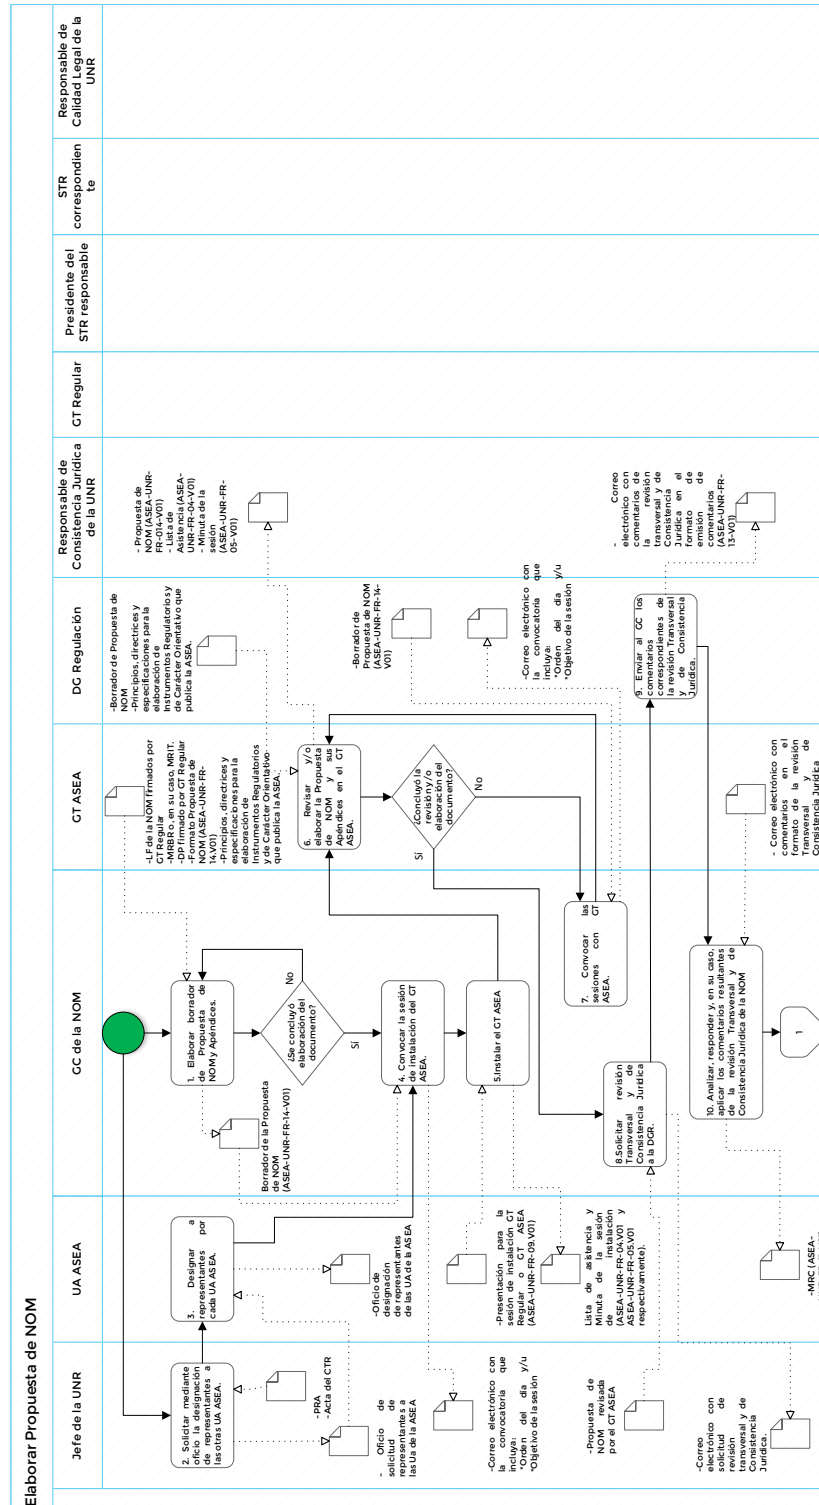 Elaborar Propuesta de NOM
Responsable de
Calidad Legal de la
UNR
STR
correspondien
te
Presidente del
STR responsable
GT Regular
Responsable de
Consistencia Jurídica
de la UNR
DG Regulación
GT ASEA
GC de la NOM
UA ASEA
Jefe de la UNR
- Propuesta de
NOM (ASEA-UNR-
FR-014-V01)
- Lista de
Asistencia (ASEA-
UNR-FR-04-V01)
- Minuta de la
sesión
(ASEA-UNR-FR-
05-V01)
- Correo
electrónico con
comentarios de
la revisión
transversal y de
Consistencia
Jurídica en el
formato de
emisión de
comentarios
(ASEA-UNR-FR-
13-V01)
-Borrador de Propuesta de
NOM
-Principios, directrices y
especificaciones para la
elaboración de
Instrumentos Regulatorios y
de Carácter Orientativo que
publica la ASEA.
-Borrador de
Propuesta de NOM
(ASEA-UNR-FR-14-
V01)
-Correo electrónico con
la convocatoria que
incluya:
*Orden del día y/u
*Objetivo de la sesión
9. Enviar al GC los
comentarios
correspondientes de
la revisión Transversal
y de Consistencia
Jurídica.
-LF de la NOM firmados por
GT Regular
-MRBR o, en su caso, MRIT.
-DP firmado por GT Regular
-Formato Propuesta de
NOM (ASEA-UNR-FR-
14.V01)
-Principios, directrices y
especificaciones para la
elaboración de
Instrumentos Regulatorios
y de Carácter Orientativo
que publica la ASEA.
6. Revisar y/o
elaborar la Propuesta
de NOM y sus
Apéndices en el GT
ASEA.
¿Concluyó la
revisión y/o
elaboración del
documento?
Sí
No
- Correo electrónico con
comentarios en el
formato de la revisión
Transversal y de
Consistencia Jurídica
1. Elaborar borrador
de Propuesta de
NOM y Apéndices.
¿Se concluyó
elaboración del
documento?
No
Sí
4. Convocar la sesión
de instalación del GT
ASEA.
5.Instalar el GT ASEA
7. Convocar las
sesiones con GT
ASEA.
8.Solicitar revisión
Transversal y de
Consistencia Jurídica
a la DGR.
10. Analizar, responder y, en su caso,
aplicar los comentarios resultantes
de la revisión Transversal y de
Consistencia Jurídica de la NOM
1
Borrador de la Propuesta
de NOM
(ASEA-UNR-FR-14-V01)
3. Designar a
representantes por
cada UA ASEA.
-Oficio de
designación
de representantes
de las UA de la ASEA
-Presentación para la
sesión de instalación GT
Regular o GT ASEA
(ASEA-UNR-FR-09.V01)
Lista de asistencia y
Minuta de la sesión
de instalación
(ASEA-UNR-FR-04.V01 y
ASEA-UNR-FR-05.V01
respectivamente).
-MRC (ASEA-
2. Solicitar mediante
oficio la designación
de representantes a
las otras UA ASEA.
-PRA
-Acta del CTR
- Oficio de
solicitud de
representantes a
las Ua de la ASEA
-Correo electrónico con
la convocatoria que
incluya:
*Orden del día y/u
*Objetivo de la sesión
-Propuesta de
NOM revisada
por el GT ASEA
-Correo
electrónico con
solicitud de
revisión
transversal y de
Consistencia
Jurídica.